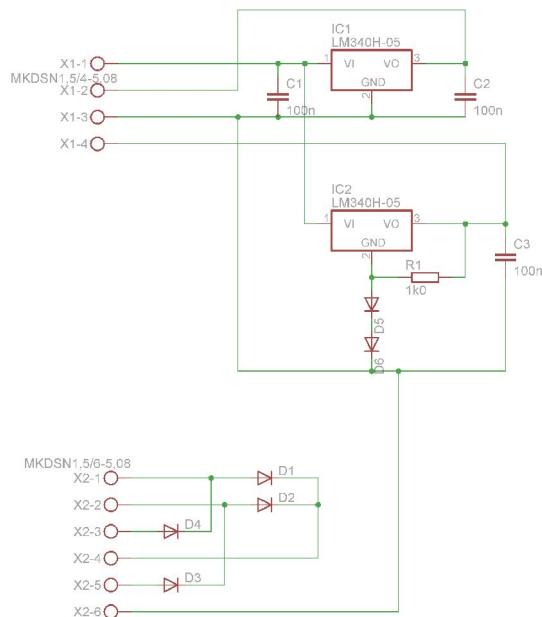 IC1
LM340H-05
X1-1
1
VI
VO
3
MKDSN1,5/4-5,08
X1-2
GND
2
C1
100n
C2
100n
X1-3
X1-4
IC2
LM340H-05
1
VI
VO
3
GND
2
C3
100n
R1
1k0
D5
D6
MKDSN1,5/6-5,08
X2-1
D1
X2-2
D2
X2-3
D4
X2-4
X2-5
D3
X2-6